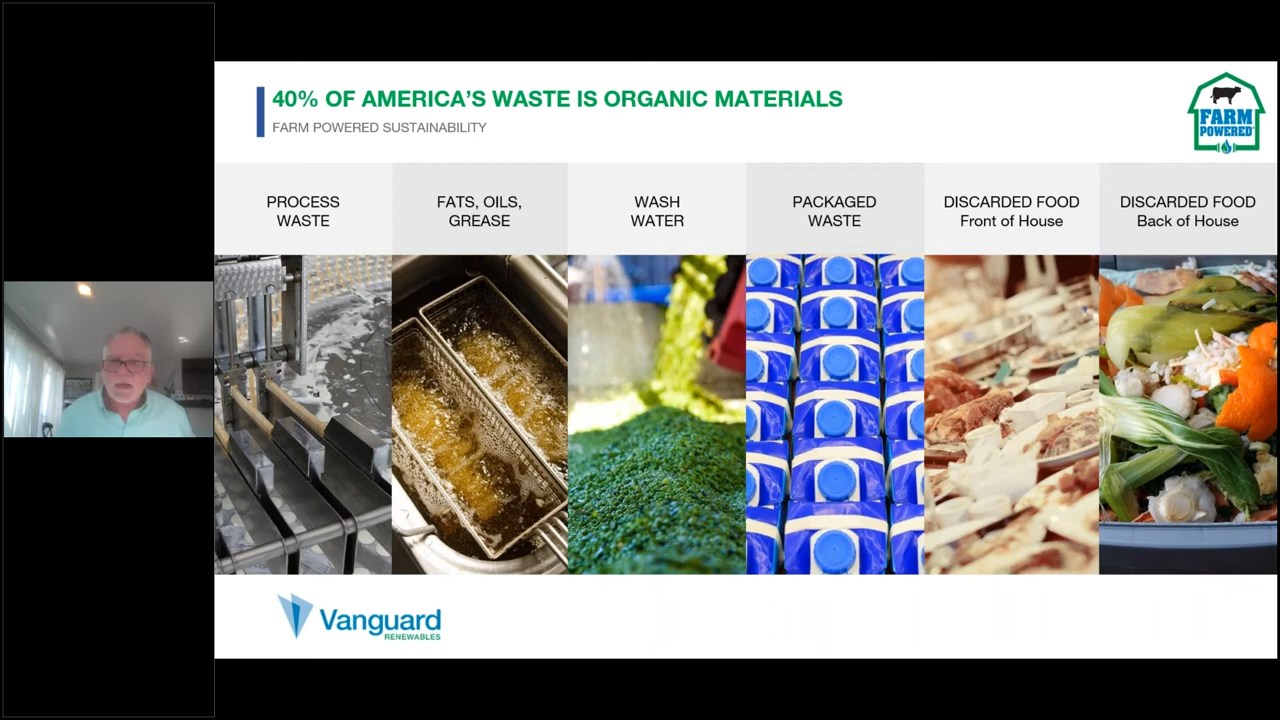 40% OF AMERICA'S WASTE IS ORGANIC MATERIALS
FARM POWERED SUSTAINABILITY
FARM
POWERED
PROCESS
WASTE
FATS, OILS,
GREASE
WASH
WATER
PACKAGED
WASTE
DISCARDED FOOD
Front of House
DISCARDED FOOD
Back of House
Vanguard
RENEWABLES